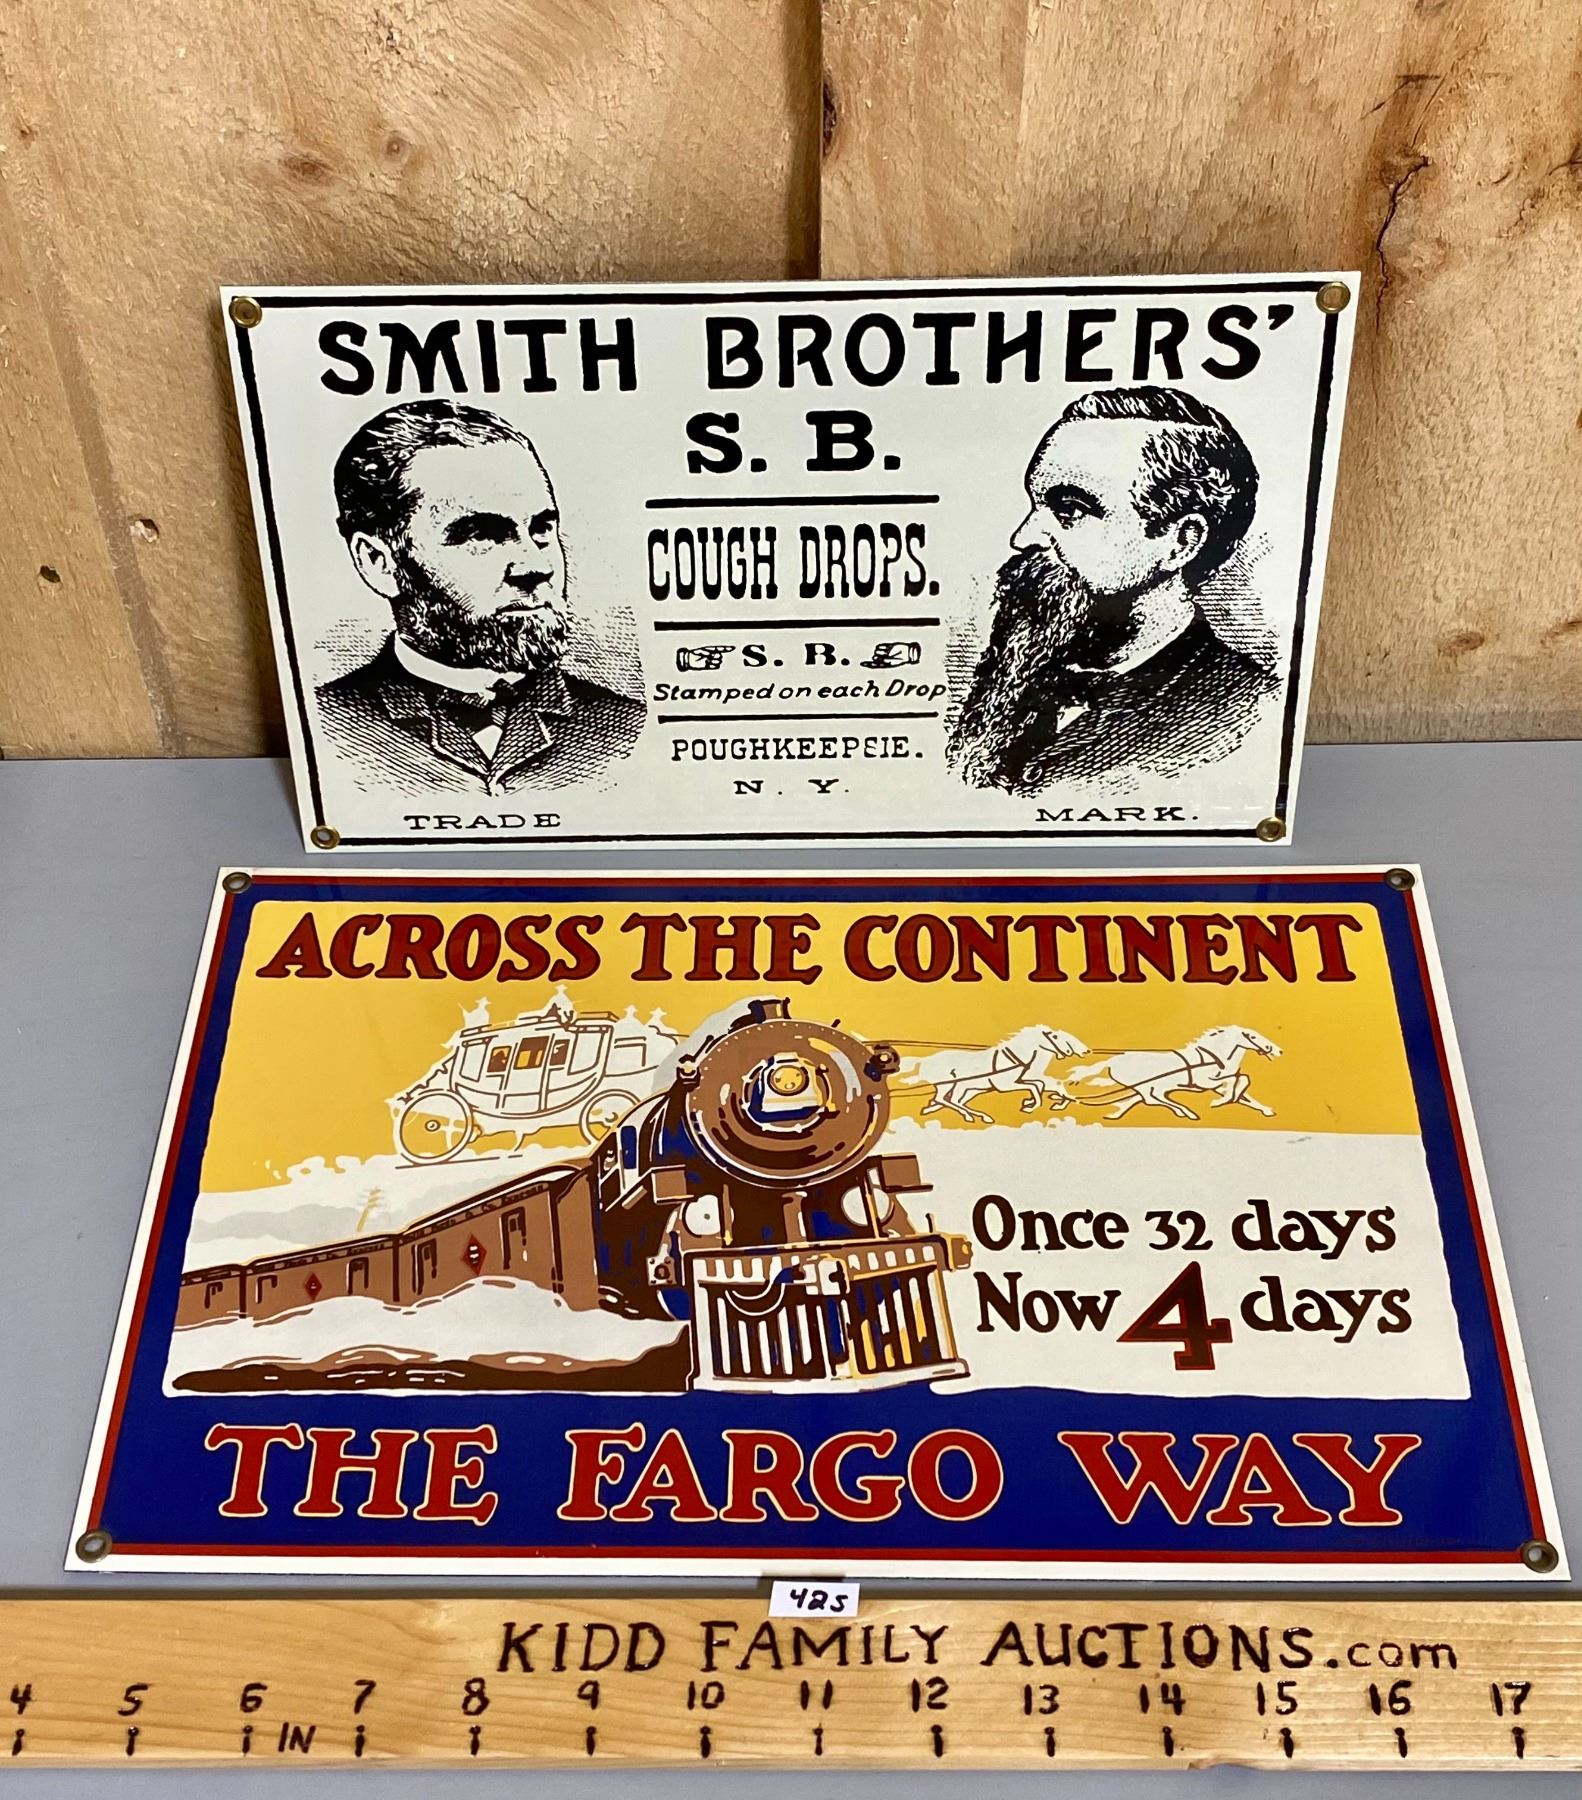 SMITH BROTHERS'
S. B.
COUGH DROPS.
S. B.
Stamped on each Drop
POUGHKEEPSIE.
N. Y.
TRADE MARK.
ACROSS THE CONTINENT
Once 32 days
Now 4 days
THE FARGO WAY
42s
KIDD FAMILY AUCTIONS.com
4 5 6 7 8 9 10 11 12 13 14 15 16 17
IN